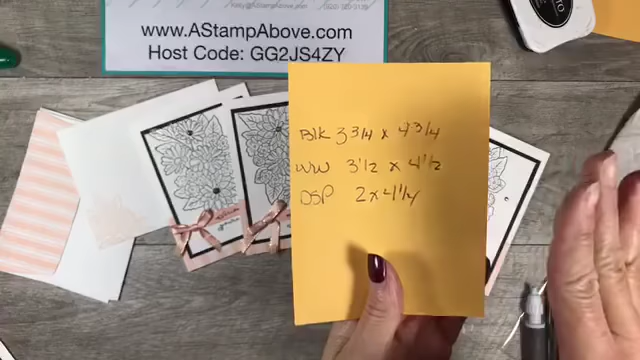 www.AStampAbove.com
Host Code: GG2JS4ZY
Blk 3 3/4 x 4 3/4
WW 3 1/2 x 4 1/2
DSP 2 x 4 1/4